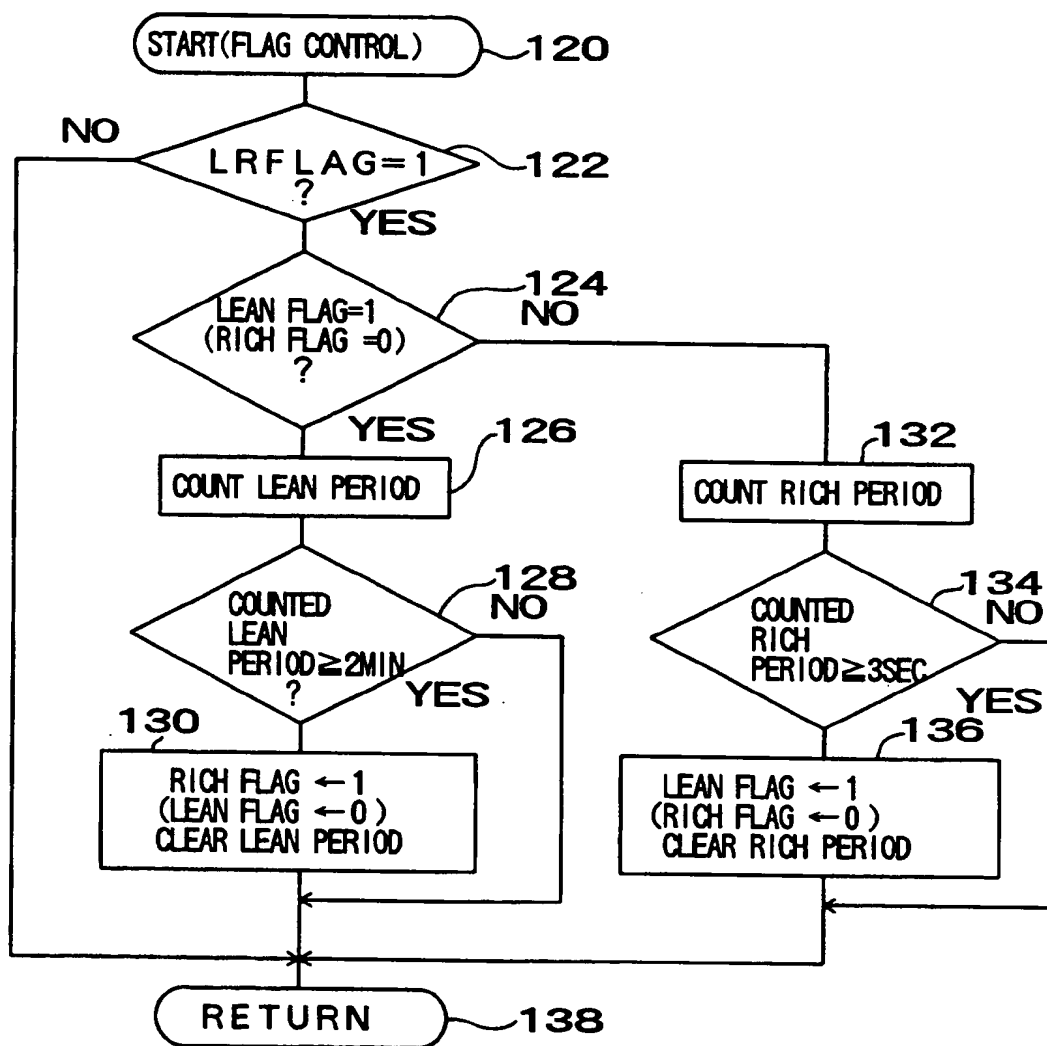 START(FLAG CONTROL)
120
NO
LRFLAG=1
?
122
YES
124
LEAN FLAG=1
(RICH FLAG =0)
?
NO
YES
126
132
COUNT LEAN PERIOD
COUNT RICH PERIOD
128
134
COUNTED
LEAN
PERIOD≧2MIN
?
NO
COUNTED
RICH
PERIOD≧3SEC
NO
YES
YES
130
136
RICH FLAG ←1
(LEAN FLAG ←0)
CLEAR LEAN PERIOD
LEAN FLAG ←1
(RICH FLAG ←0)
CLEAR RICH PERIOD
RETURN
138